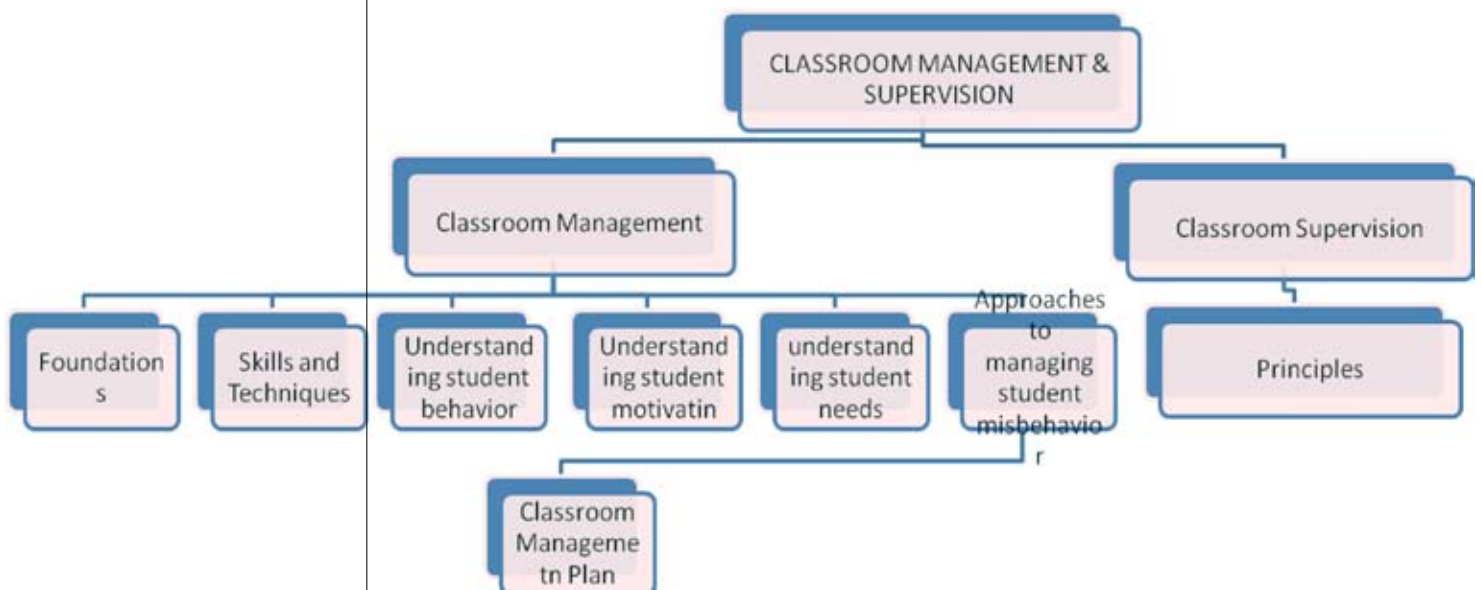 CLASSROOM MANAGEMENT &
SUPERVISION
Classroom Management
Classroom Supervision
Foundation
s
Skills and
Techniques
Understand
ing student
behavior
Understand
ing student
motivatin
understand
ing student
needs
Approaches
to
managing
student
misbehavio
r
Principles
Classroom
Manageme
tn Plan